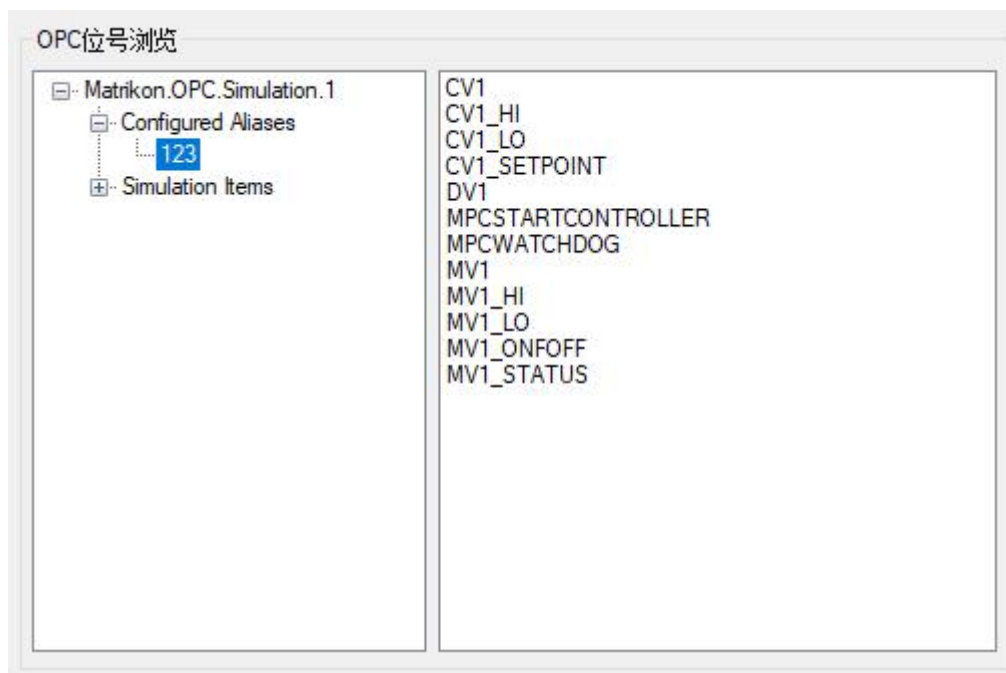 OPC位号浏览
Matrikon.OPC.Simulation.1
Configured Aliases
123
Simulation Items
CV1
CV1_HI
CV1_LO
CV1_SETPOINT
DV1
MPCSTARTCONTROLLER
MPCWATCHDOG
MV1
MV1_HI
MV1_LO
MV1_ONFOFF
MV1_STATUS